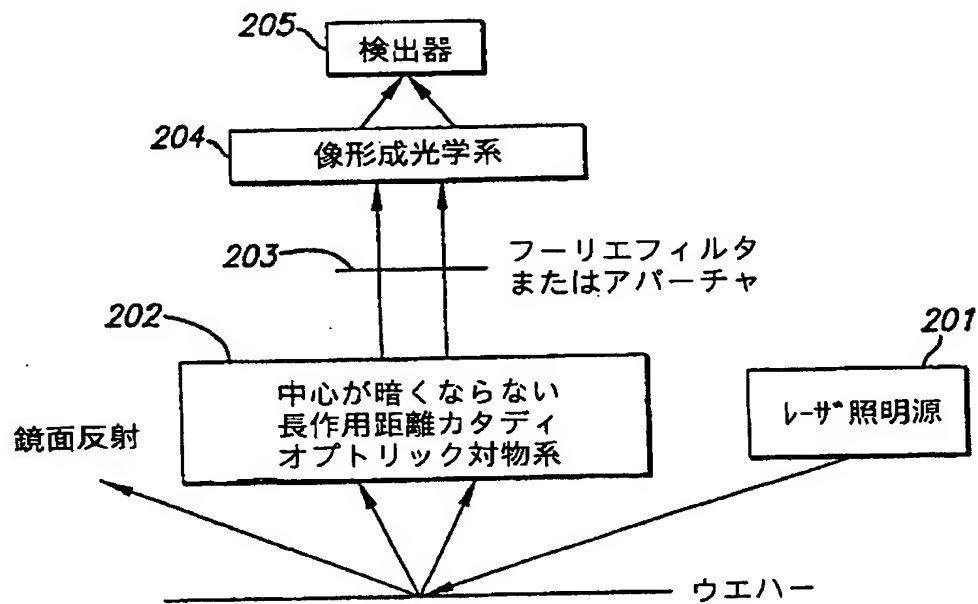 205
検出器
204
像形成光学系
203
フーリエフィルタ
またはアパーチャ
202
201
中心が暗くならない
長作用距離カタディ
オプトリック対物系
レーザ照明源
鏡面反射
ウエハー